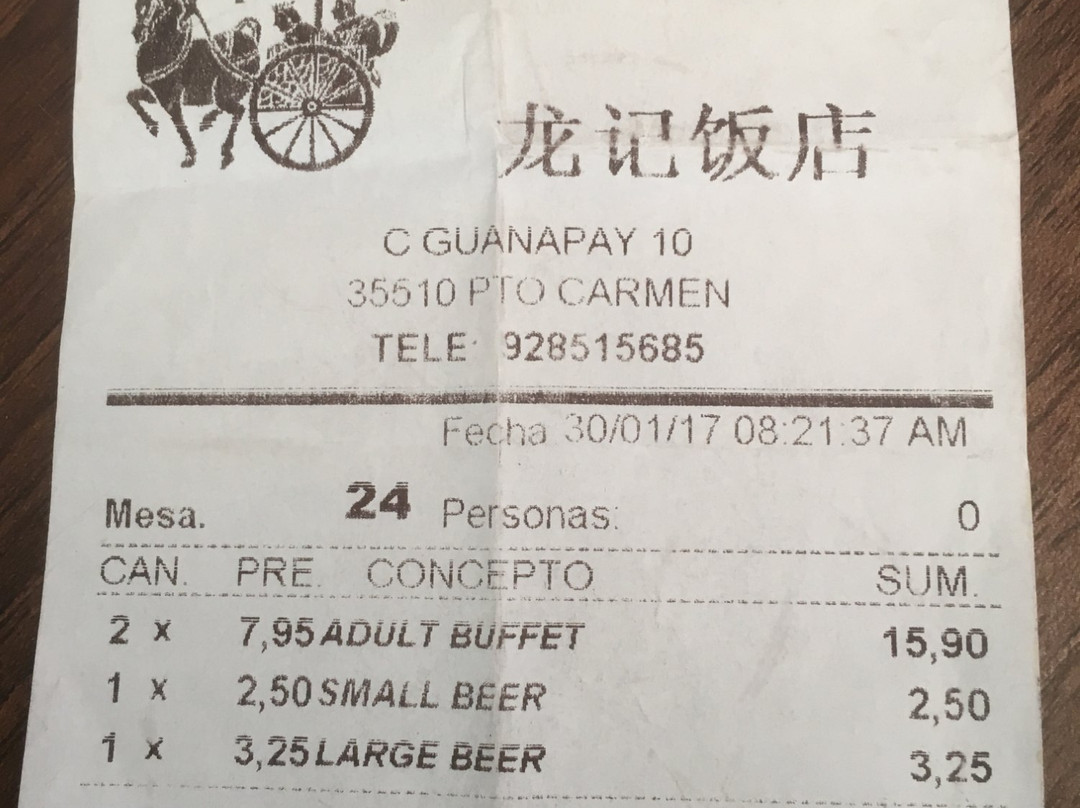 龙记饭店
C GUANAPAY 10
35510 PTO CARMEN
TELE: 928515685
Fecha 30/01/17 08:21:37 AM
Mesa. 24 Personas: 0
CAN. PRE. CONCEPTO SUM.
2 x 7,95 ADULT BUFFET 15,90
1 x 2,50 SMALL BEER 2,50
1 x 3,25 LARGE BEER 3,25